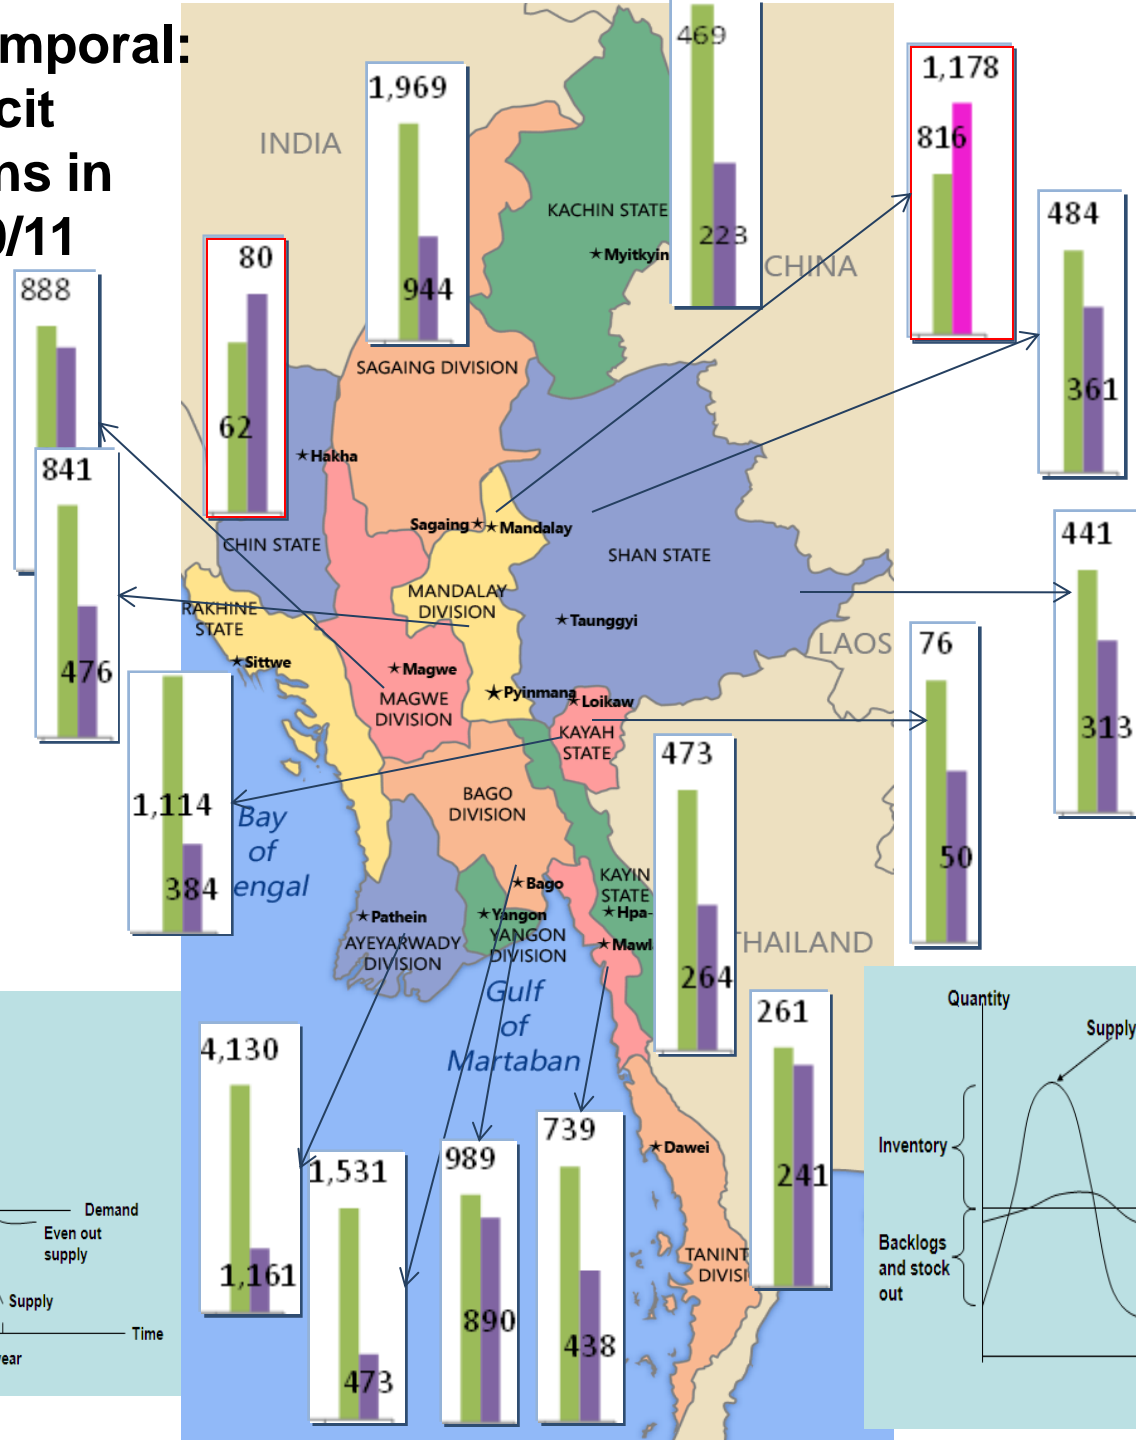 mporal:
cit
ns in
0/11
INDIA
CHINA
LAOS
THAILAND
1,969
944
469
223
1,178
816
484
361
80
62
888
841
476
441
313
76
50
473
264
1,114
384
261
241
4,130
1,161
1,531
473
989
890
739
438
KACHIN STATE
Myitkyin
SAGAING DIVISION
Hakha
CHIN STATE
Sagaing
Mandalay
SHAN STATE
MANDALAY
DIVISION
RAKHINE
STATE
Taunggyi
Sittwe
Magwe
MAGWE
DIVISION
Pyinmana
Loikaw
KAYAH
STATE
BAGO
DIVISION
Bay
of
engal
KAYIN
STATE
Bago
Hpa-
Pathein
Yangon
AYEYARWADY
DIVISION
YANGON
DIVISION
Mawl
Gulf
of
Martaban
Dawei
TANINT
DIVISI
Demand
Even out
supply
Supply
Time
ear
Quantity
Supply
Inventory
Backlogs
and stock
out